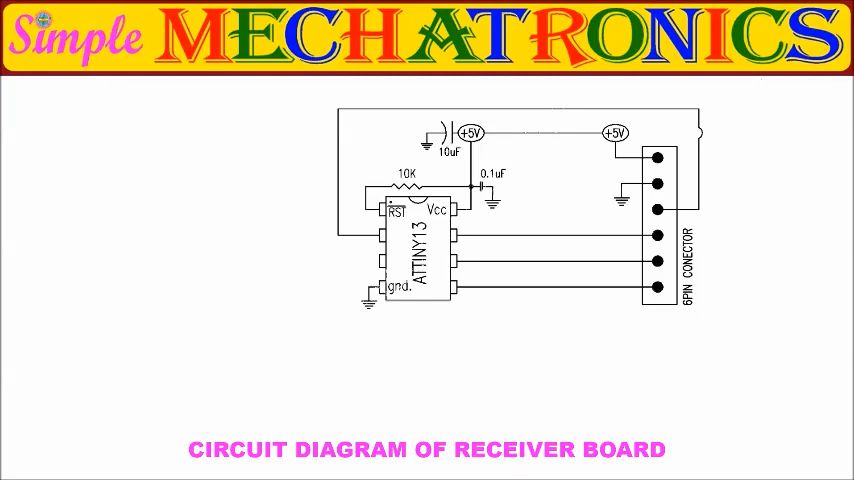 Simple MECHATRONICS
+5V
+5V
10uF
10K
0.1uF
RST
Vcc
ATTINY13
gnd.
6PIN CONECTOR
CIRCUIT DIAGRAM OF RECEIVER BOARD